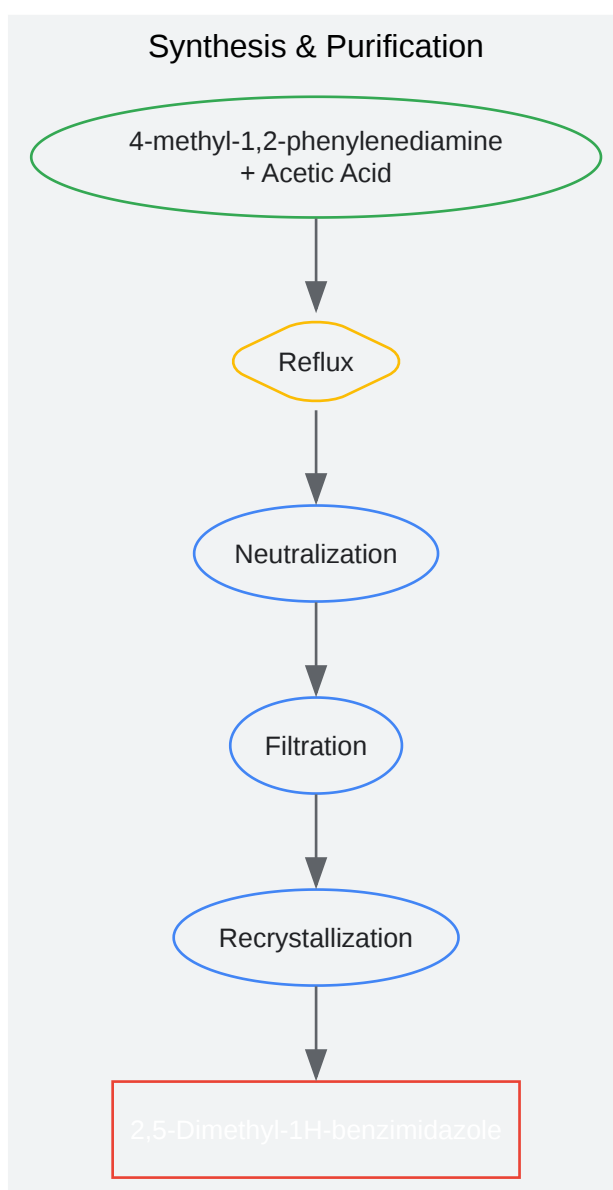 Synthesis & Purification
4-methyl-1,2-phenylenediamine
+ Acetic Acid
Reflux
Neutralization
Filtration
Recrystallization
2,5-Dimethyl-1H-benzimidazole